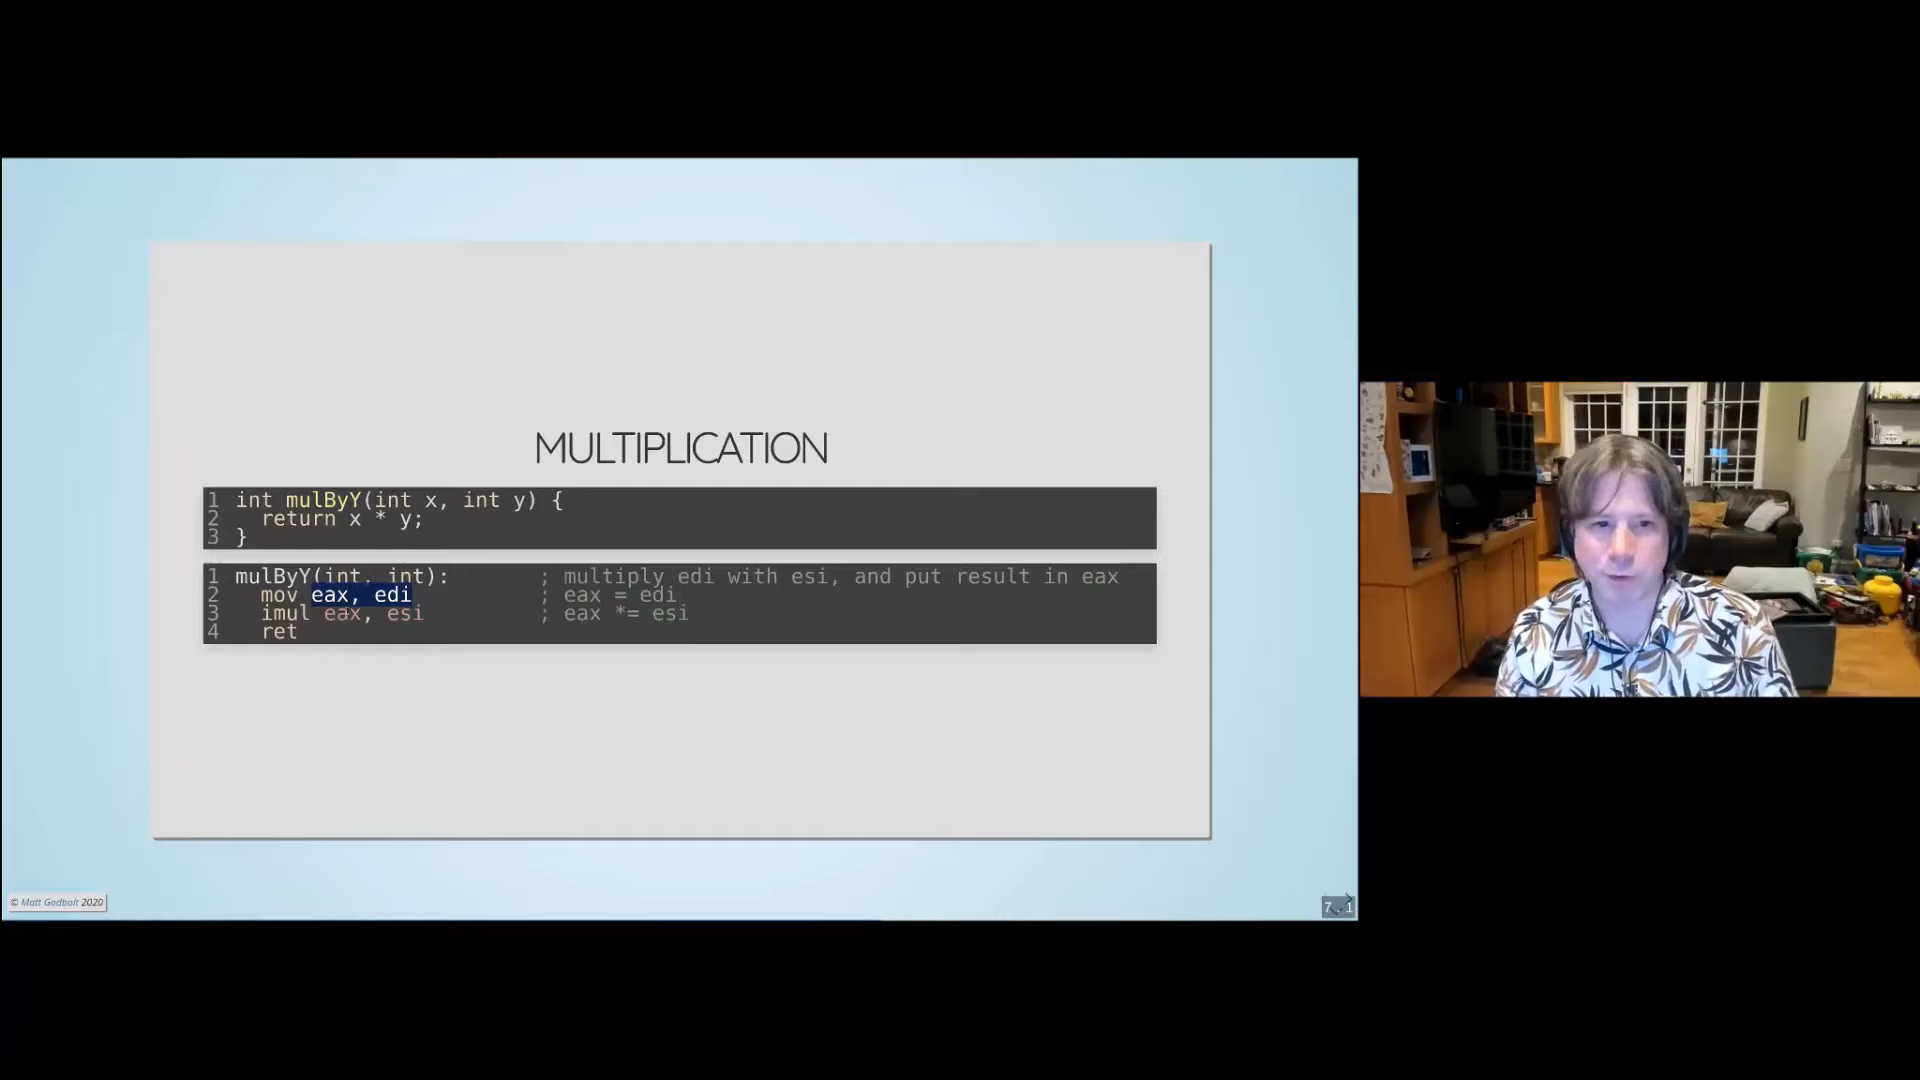 MULTIPLICATION
1 int mulByY(int x, int y) {
2 return x * y;
3 }
1 mulByY(int, int): ; multiply edi with esi, and put result in eax
2 mov eax, edi ; eax = edi
3 imul eax, esi ; eax *= esi
4 ret
© Matt Godbolt 2020
7.1